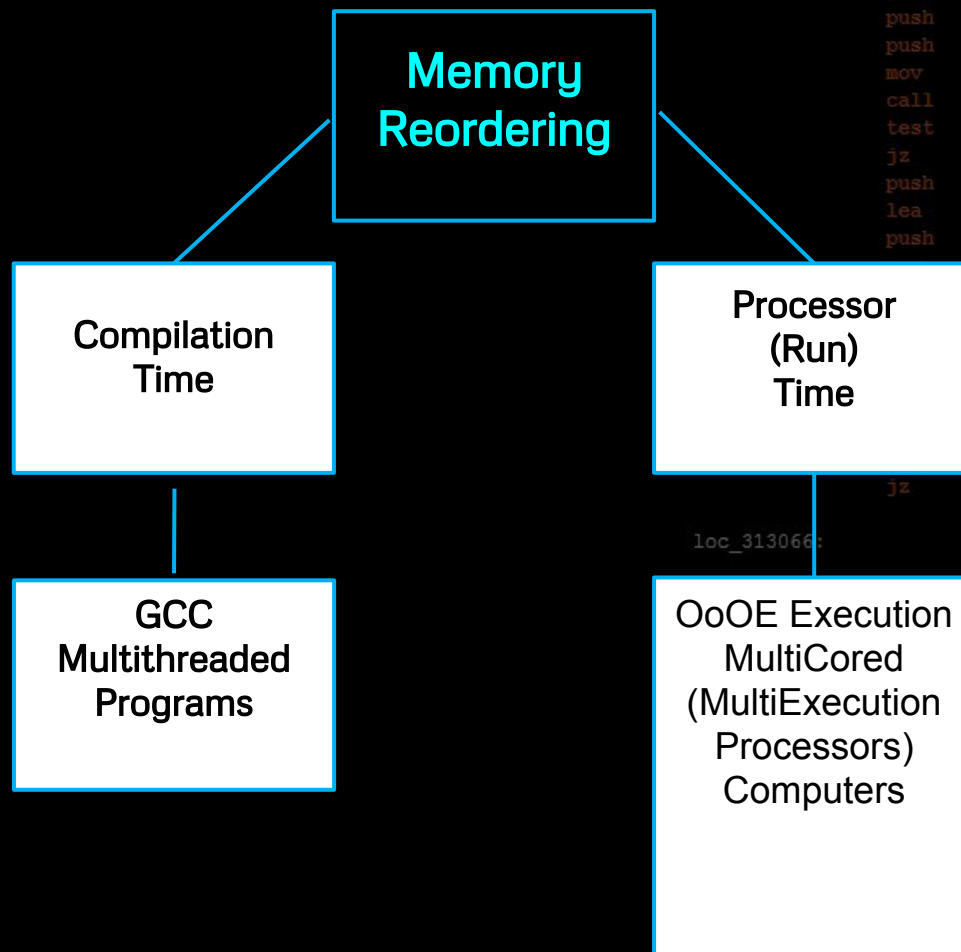 push
push
mov
call
test
jz
push
lea
push
Memory
Reordering
Compilation
Time
Processor
(Run)
Time
jz
loc_313066:
GCC
Multithreaded
Programs
OoOE Execution
MultiCored
(MultiExecution
Processors)
Computers